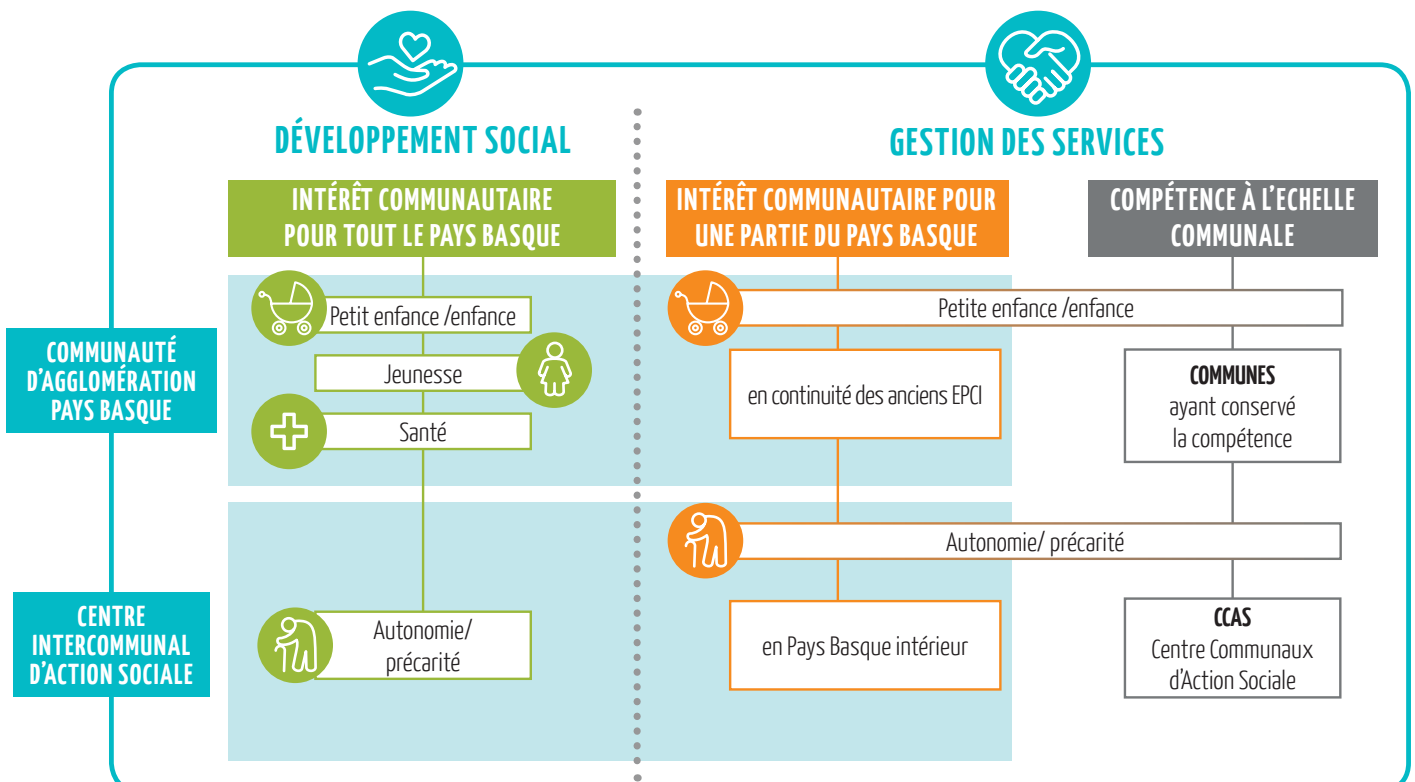 DÉVELOPPEMENT SOCIAL
GESTION DES SERVICES
INTÉRÊT COMMUNAUTAIRE
POUR TOUT LE PAYS BASQUE
INTÉRÊT COMMUNAUTAIRE POUR
UNE PARTIE DU PAYS BASQUE
COMPÉTENCE À L'ECHELLE
COMMUNALE
COMMUNAUTÉ
D'AGGLOMÉRATION
PAYS BASQUE
Petit enfance /enfance
Jeunesse
Santé
Petite enfance /enfance
en continuité des anciens EPCI
COMMUNES
ayant conservé
la compétence
CENTRE
INTERCOMMUNAL
D'ACTION SOCIALE
Autonomie/
précarité
Autonomie/ précarité
en Pays Basque intérieur
CCAS
Centre Communaux
d'Action Sociale